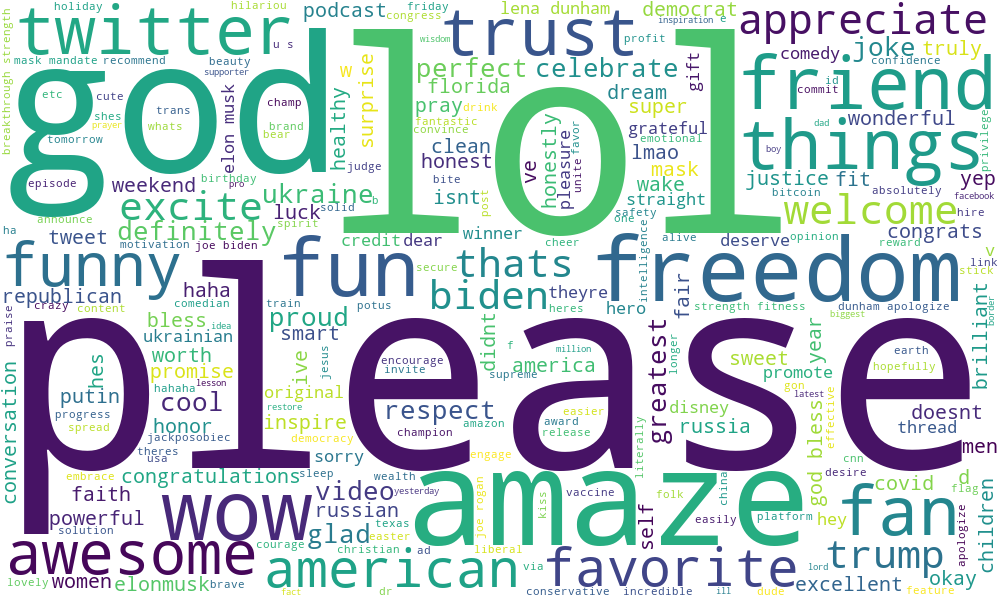 twitter
god
lol
trust
appreciate
friend
things
please
freedom
fun
funny
wow
amaze
awesome
american
favorite
fan
trump
biden
thats
excite
definitely
ukraine
welcome
holiday
hilariou
podcast
congress
friday
lena dunham
inspiration
e
democrat
breakthrough strength
mask mandate
recommend
beauty
supporter
u s
wisdom
profit
joke
truly
comedy
confidence
perfect
celebrate
gift
id
commit
etc
cute
trans
champ
elon musk
w
healthy
surprise
florida
dream
pray
drink
super
wonderful
shes
whats
brand
bear
fantastic
convince
clean
grateful
emotional
dad
privilege
prayer
tomorrow
judge
honest
honestly
ve
pleasure
unite
favor
lmao
mask
boy
justice
fit
yep
episode
weekend
birthday
pro
bite
isnt
post
wake
straight
bitcoin
absolutely
facebook
announce
luck
solid
b
spirit
safety
one
hire
ha
tweet
motivation
joe biden
credit
dear
winner
cheer
intelligence
alive
deserve
opinion
reward
congrats
v
link
stick
border
republican
haha
secure
theyre
heres
hero
fair
strength fitness
dunham apologize
biggest
praise
crazy
content
comedian
train
potus
bless
idea
proud
smart
jesus
ukrainian
worth
promise
hes
ive
didnt
f
million
america
supreme
encourage
invite
greatest
longer
sweet
promote
year
earth
hopefully
brilliant
gon
latest
conversation
putin
progress
spread
hahaha
lesson
cool
original
restore
inspire
democracy
respect
champion
amazon
award
release
easier
disney
russia
god bless
effective
doesnt
thread
men
honor
jackposobiec
theres
usa
embrace
congratulations
sleep
sorry
wealth
yesterday
engage
literally
cnn
desire
covid
d
flag
faith
powerful
solution
video
russian
texas
joe rogan
kiss
vaccine
folk
china
easily
platform
hey
apologize
children
courage
glad
easter
christian
ad
liberal
self
lovely
women
elonmusk
brave
fact
dr
via
conservative
incredible
ill
dude
lord
excellent
okay
feature